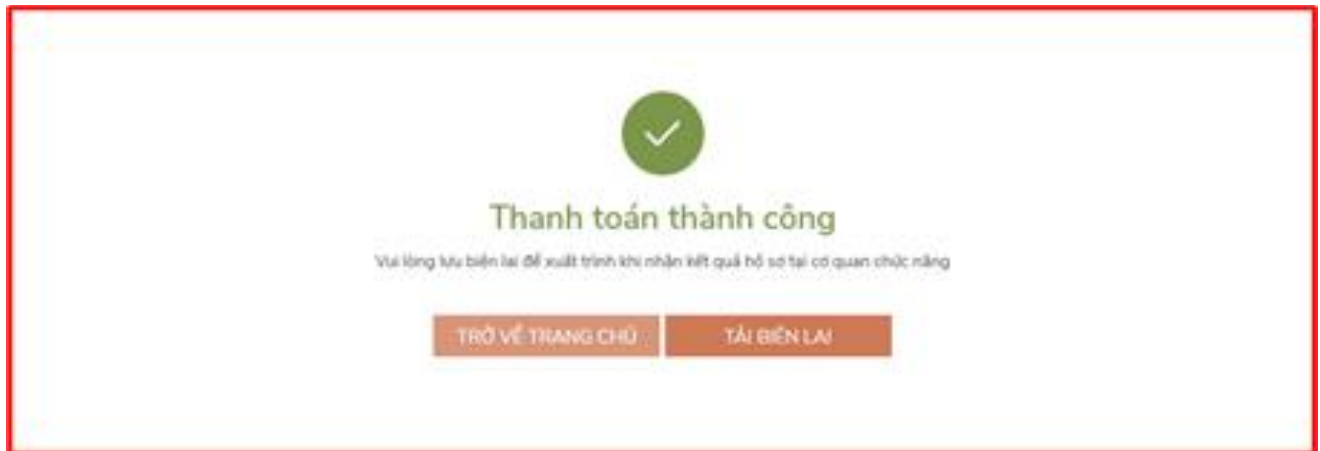 Thanh toán thành công
Vui lòng lưu biên lai để xuất trình khi nhận kết quả hồ sơ tại cơ quan chức năng
TRỞ VỀ TRANG CHỦ
TẢI BIÊN LAI